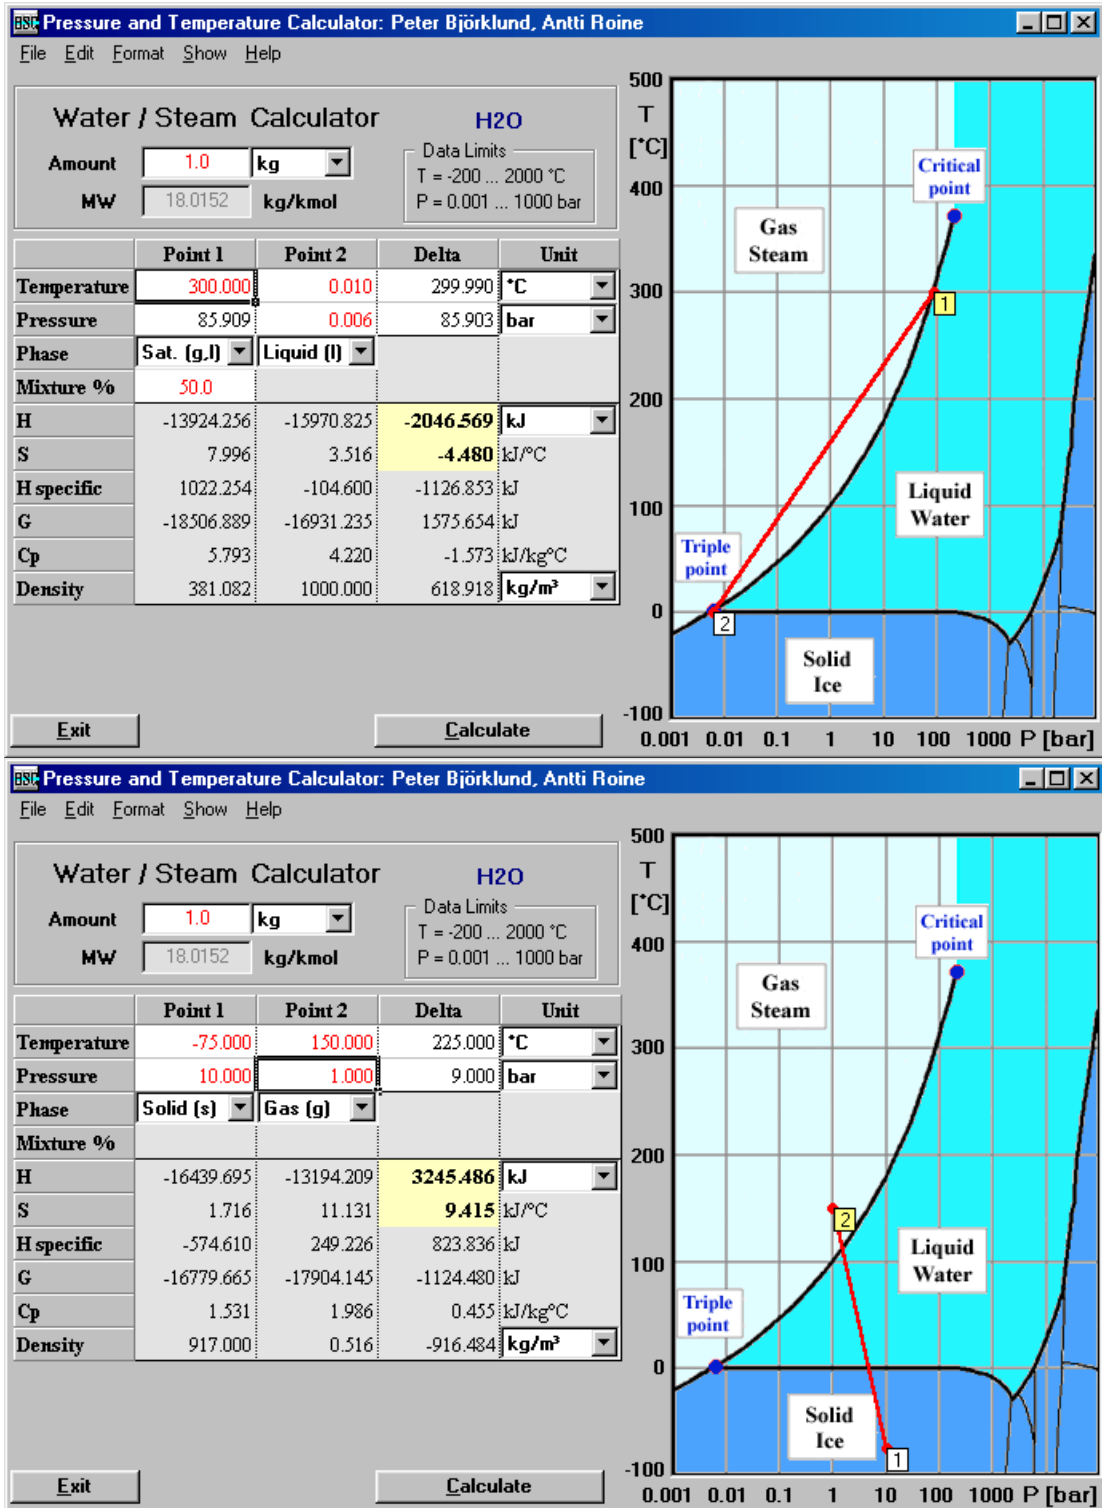 HSC Pressure and Temperature Calculator: Peter Björklund, Antti Roine
File Edit Format Show Help
Water / Steam Calculator H2O
Amount 1.0 kg
MW 18.0152 kg/kmol
Data Limits
T = -200 ... 2000 °C
P = 0.001 ... 1000 bar
Point 1 Point 2 Delta Unit
Temperature 300.000 0.010 299.990 °C
Pressure 85.909 0.006 85.903 bar
Phase Sat. (g,l) Liquid (l)
Mixture % 50.0
H -13924.256 -15970.825 -2046.569 kJ
S 7.996 3.516 -4.480 kJ/°C
H specific 1022.254 -104.600 -1126.853 kJ
G -18506.889 -16931.235 1575.654 kJ
Cp 5.793 4.220 -1.573 kJ/kg°C
Density 381.082 1000.000 618.918 kg/m³
Exit Calculate
500
T
[°C]
400
300
200
100
0
-100
Critical
point
Gas
Steam
1
Liquid
Water
Triple
point
2
Solid
Ice
0.001 0.01 0.1 1 10 100 1000 P [bar]
HSC Pressure and Temperature Calculator: Peter Björklund, Antti Roine
File Edit Format Show Help
Water / Steam Calculator H2O
Amount 1.0 kg
MW 18.0152 kg/kmol
Data Limits
T = -200 ... 2000 °C
P = 0.001 ... 1000 bar
Point 1 Point 2 Delta Unit
Temperature -75.000 150.000 225.000 °C
Pressure 10.000 1.000 9.000 bar
Phase Solid (s) Gas (g)
Mixture %
H -16439.695 -13194.209 3245.486 kJ
S 1.716 11.131 9.415 kJ/°C
H specific -574.610 249.226 823.836 kJ
G -16779.665 -17904.145 -1124.480 kJ
Cp 1.531 1.986 0.455 kJ/kg°C
Density 917.000 0.516 -916.484 kg/m³
Exit Calculate
500
T
[°C]
400
300
200
100
0
-100
Critical
point
Gas
Steam
2
Liquid
Water
Triple
point
Solid
Ice
1
0.001 0.01 0.1 1 10 100 1000 P [bar]